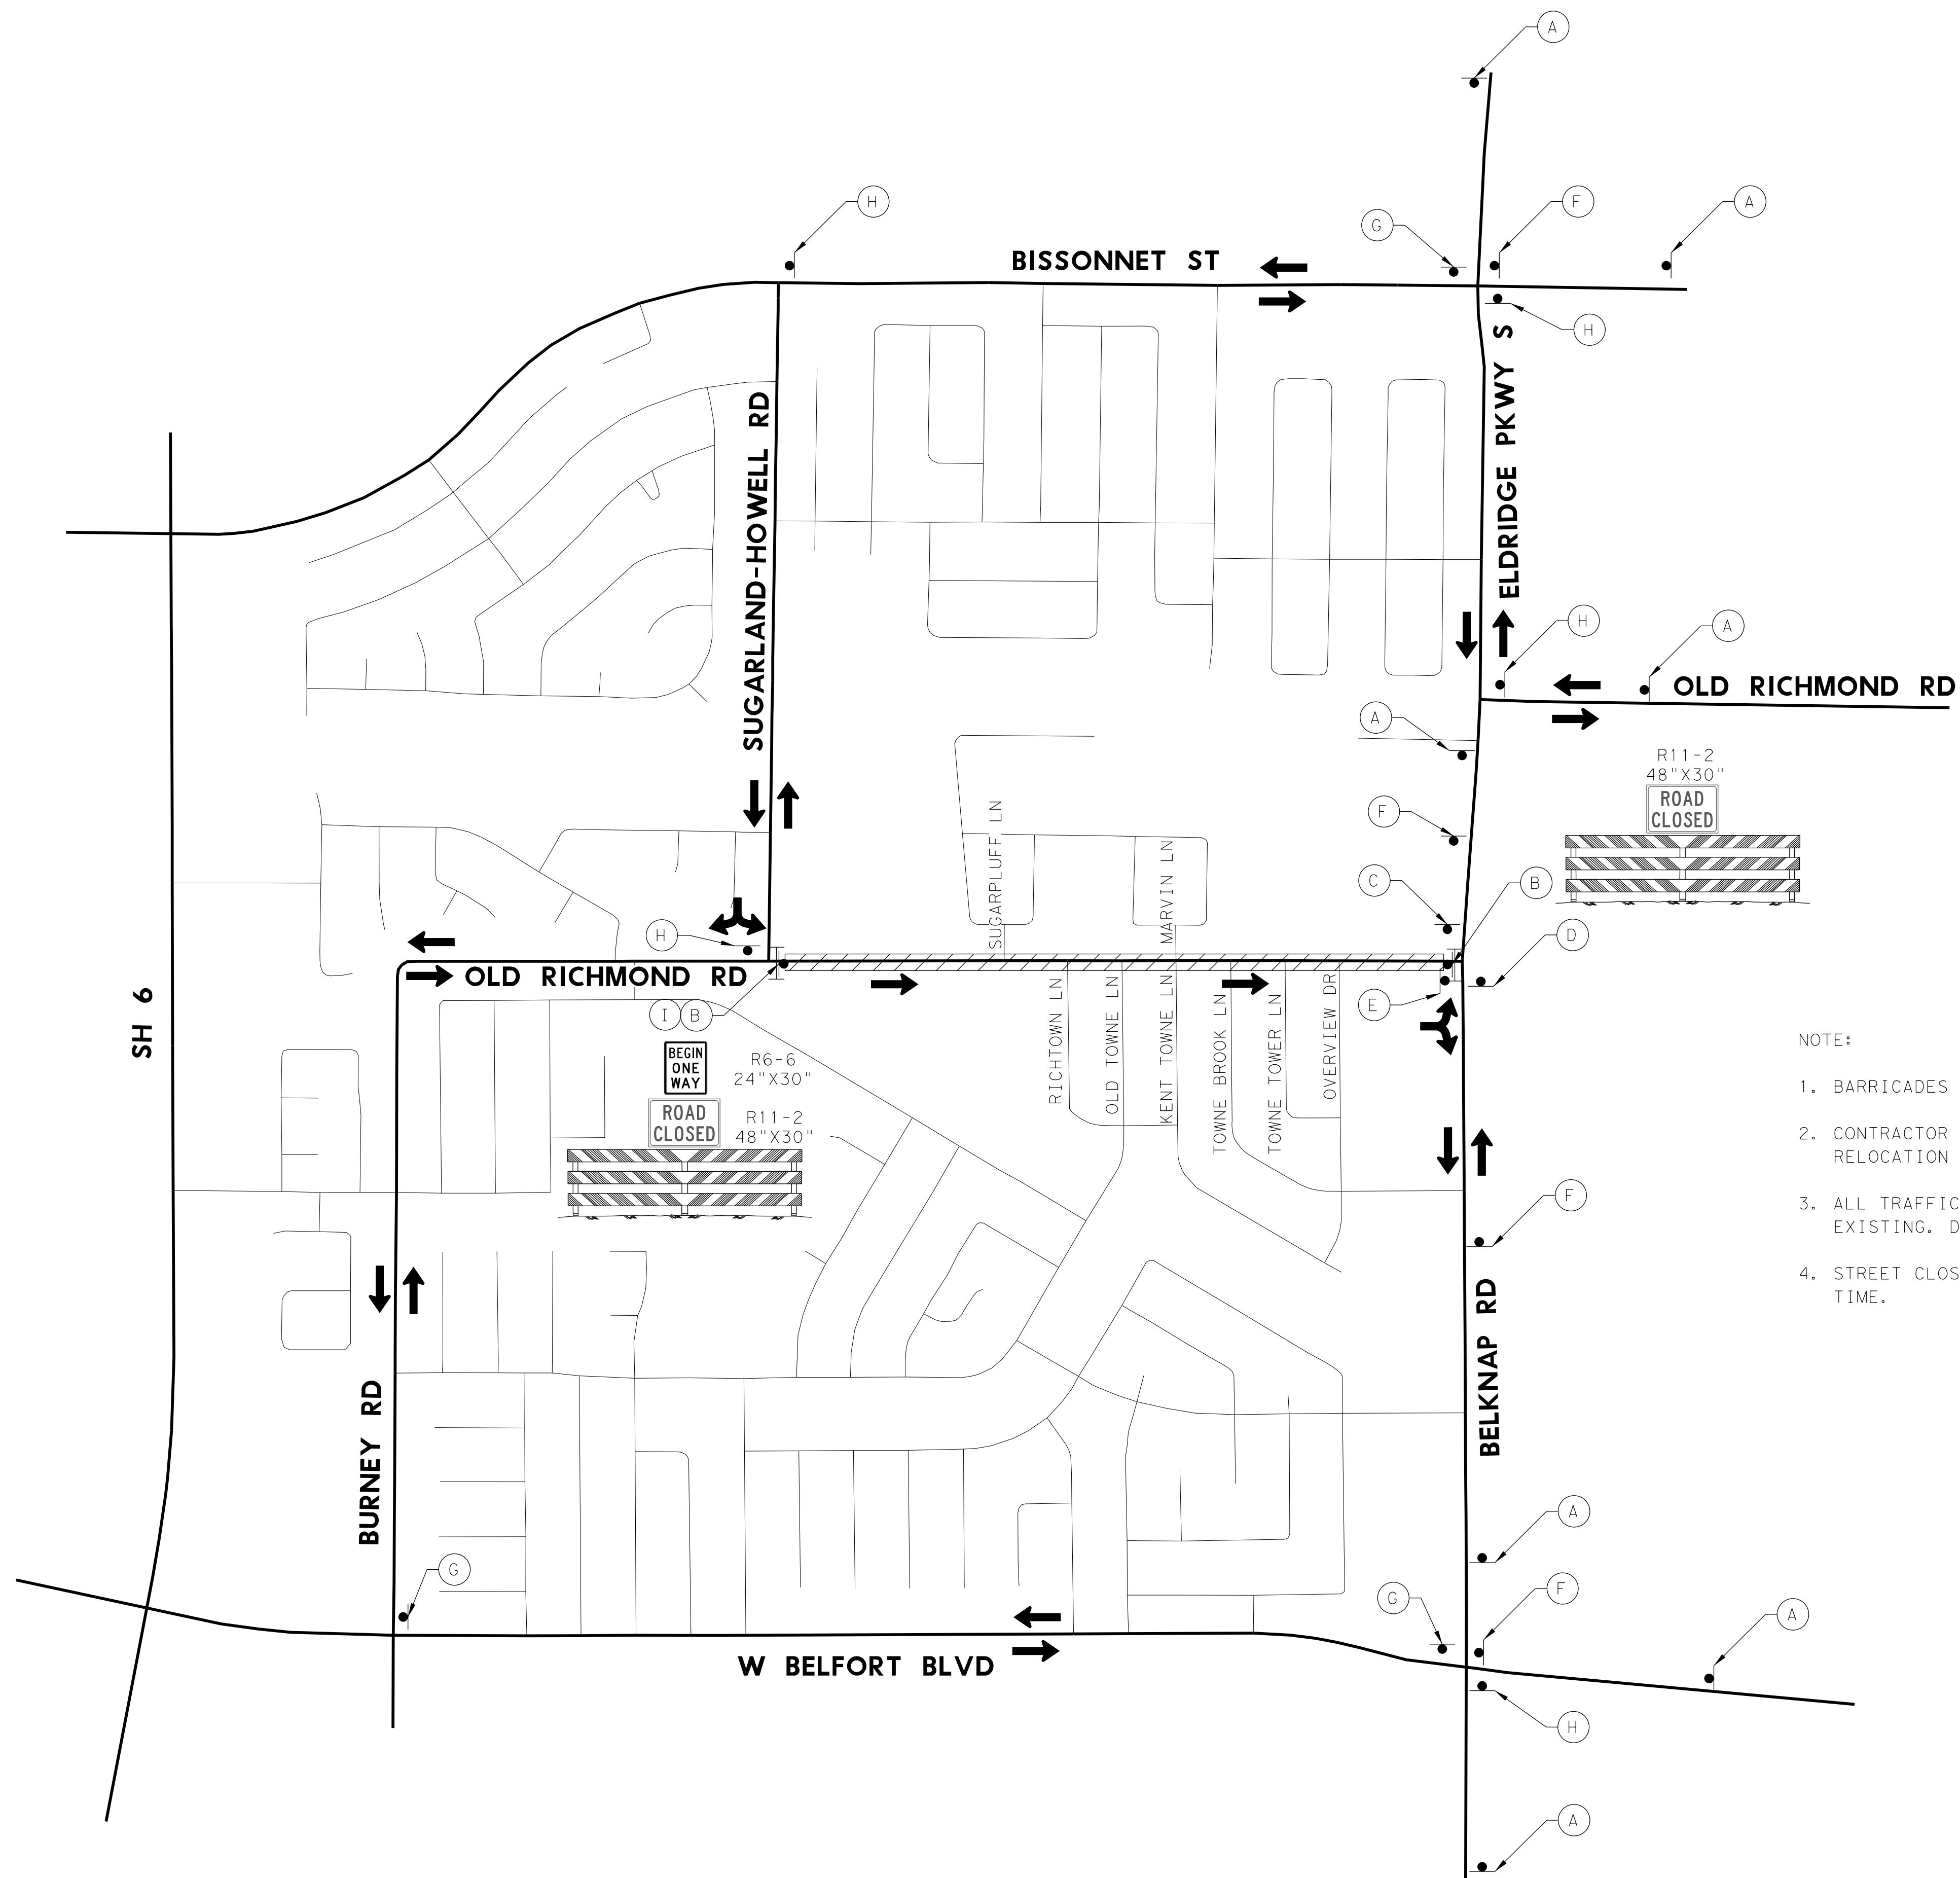 A
H
F
A
G
BISSONNET ST
H
ELDRIDGE PKWY S
SUGARLAND-HOWELL RD
H
A
OLD RICHMOND RD
A
R11-2
48"X30"
ROAD
CLOSED
F
SUGARPLUFF LN
MARVIN LN
C
B
H
D
OLD RICHMOND RD
SH 6
I
B
E
RICHTOWN LN
OLD TOWNE LN
KENT TOWNE LN
TOWNE BROOK LN
TOWNE TOWER LN
OVERVIEW DR
BEGIN
ONE
WAY
R6-6
24"X30"
ROAD
CLOSED
R11-2
48"X30"
NOTE:
1. BARRICADES
2. CONTRACTOR
RELOCATION
3. ALL TRAFFIC
EXISTING. D
4. STREET CLOS
TIME.
F
BELKNAP RD
BURNEY RD
A
G
G
F
A
W BELFORT BLVD
H
A